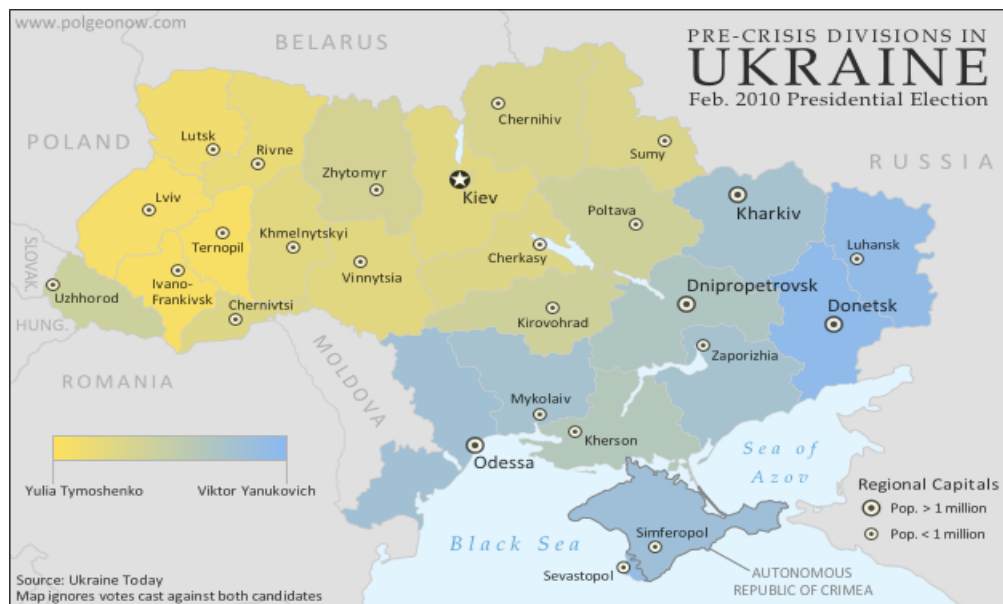 www.polgeonow.com
PRE-CRISIS DIVISIONS IN
UKRAINE
Feb. 2010 Presidential Election
BELARUS
POLAND
RUSSIA
SLOVAK.
HUNG.
ROMANIA
MOLDOVA
Chernihiv
Lutsk
Rivne
Sumy
Zhytomyr
Kiev
Lviv
Kharkiv
Poltava
Ternopil
Khmelnytskyi
Luhansk
Cherkasy
Vinnytsia
Ivano-
Frankivsk
Uzhhorod
Chernivtsi
Dnipropetrovsk
Donetsk
Kirovohrad
Zaporizhia
Mykolaiv
Kherson
Odessa
Sea of
Azov
Yulia Tymoshenko
Viktor Yanukovich
Regional Capitals
Pop. > 1 million
Pop. < 1 million
Black Sea
Simferopol
Sevastopol
AUTONOMOUS
REPUBLIC OF CRIMEA
Source: Ukraine Today
Map ignores votes cast against both candidates